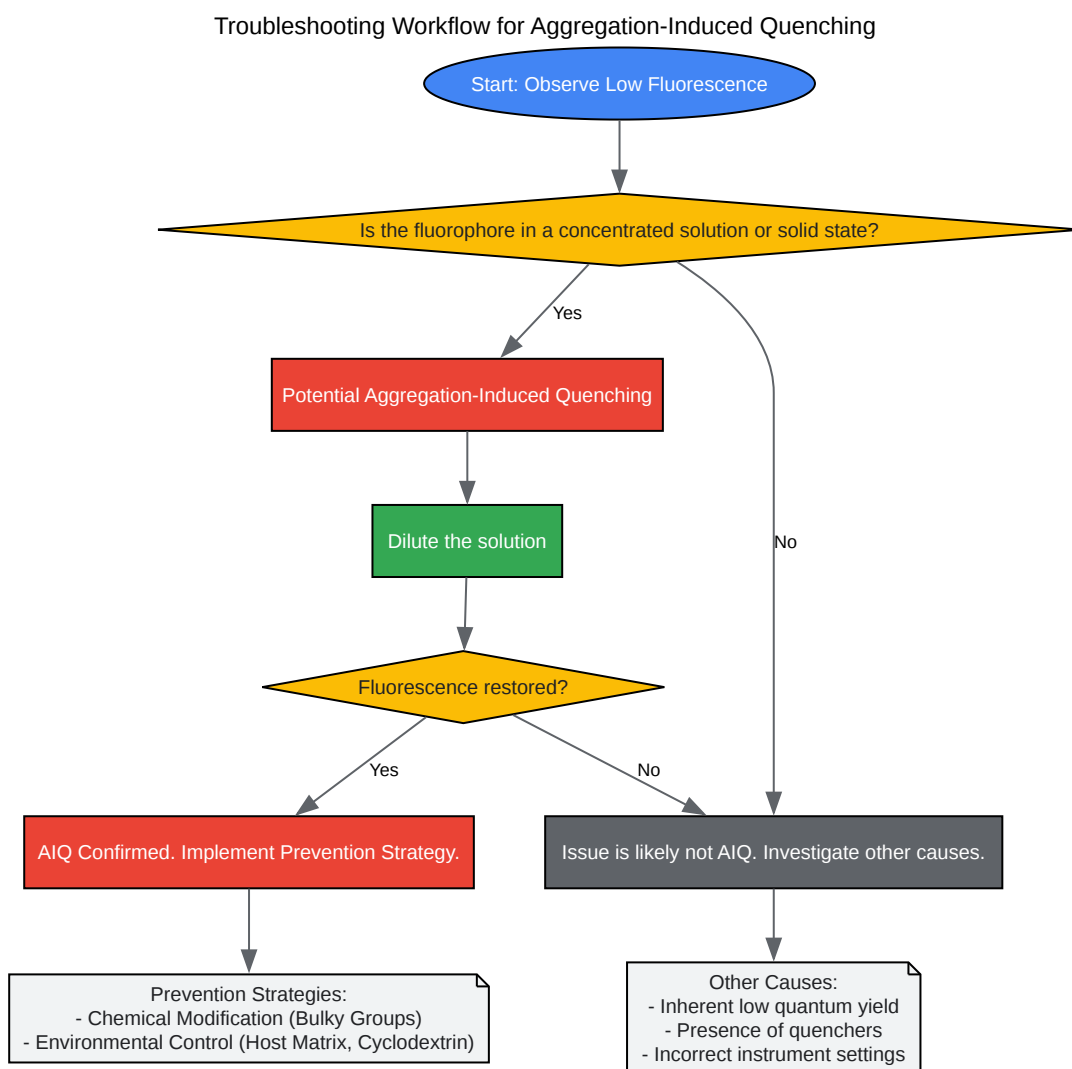 Troubleshooting Workflow for Aggregation-Induced Quenching
Start: Observe Low Fluorescence
Is the fluorophore in a concentrated solution or solid state?
Yes
Potential Aggregation-Induced Quenching
Dilute the solution
No
Fluorescence restored?
Yes
No
AIQ Confirmed. Implement Prevention Strategy.
Issue is likely not AIQ. Investigate other causes.
Prevention Strategies:
- Chemical Modification (Bulky Groups)
- Environmental Control (Host Matrix, Cyclodextrin)
Other Causes:
- Inherent low quantum yield
- Presence of quenchers
- Incorrect instrument settings